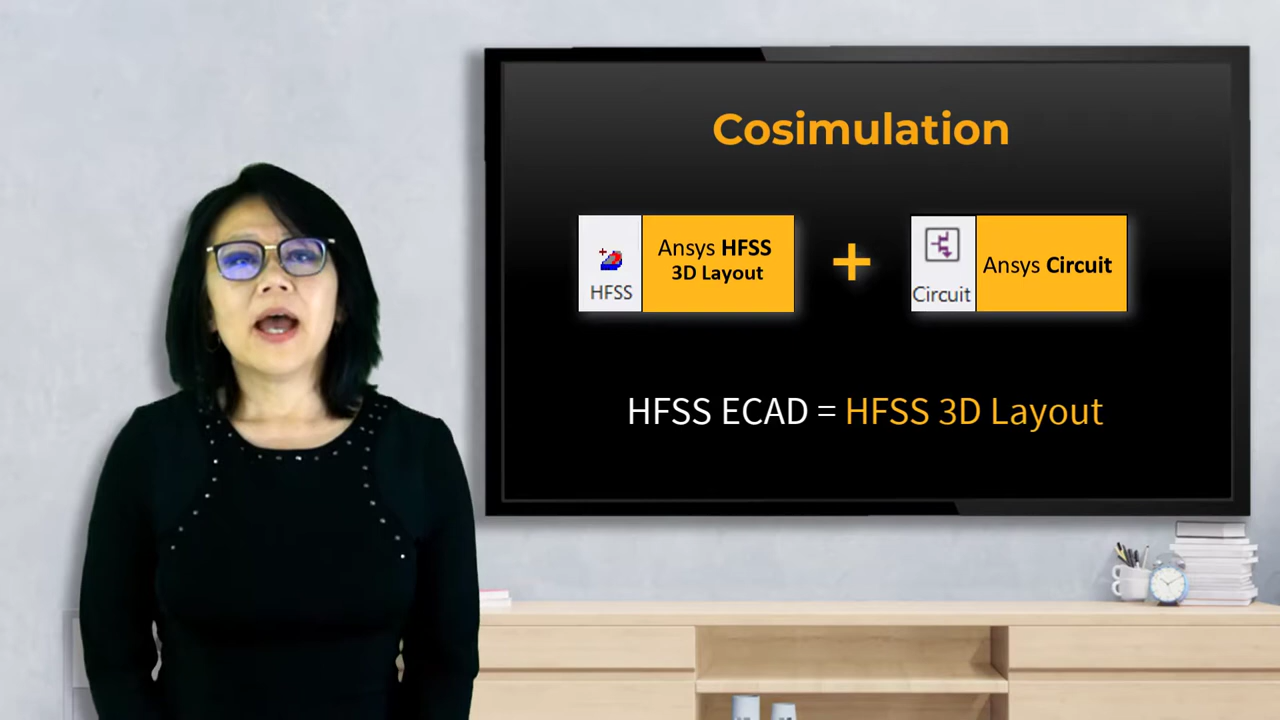 Cosimulation
HFSS
Ansys HFSS
3D Layout
+
Circuit
Ansys Circuit
HFSS ECAD = HFSS 3D Layout